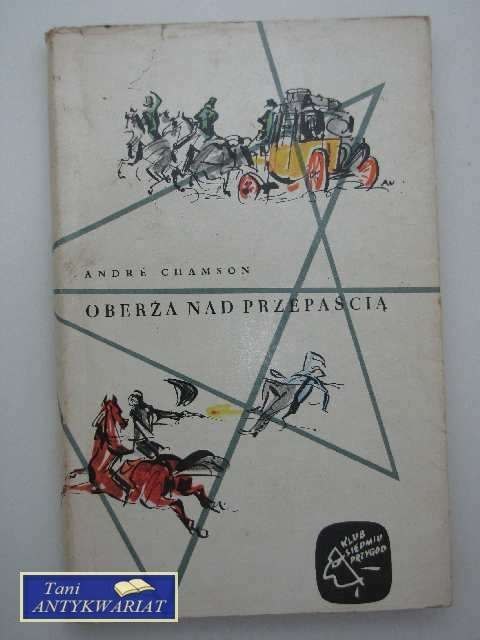 ANDRÉ CHAMSON
OBERŻA NAD PRZEPAŚCIĄ
KLUB
SIEDMIU
PRZYGÓD
Tani
ANTYKWARIAT